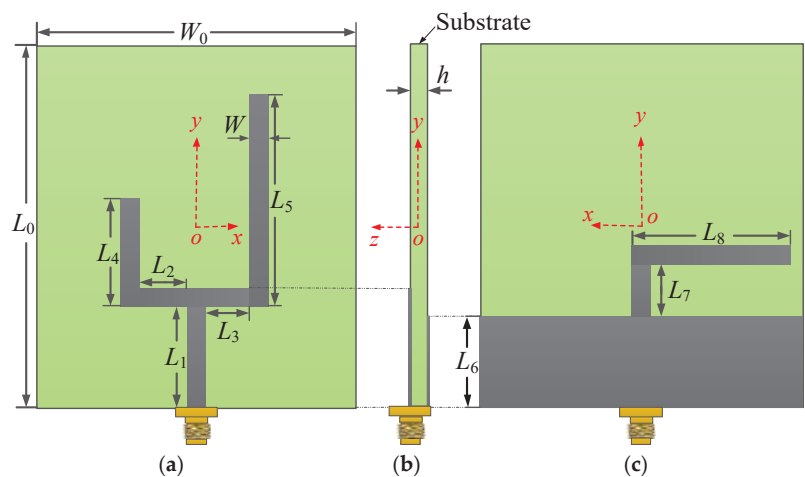 Substrate
W₀
h
y
y
y
W
L₅
L₀
o
x
z
o
x
o
L₈
L₄
L₂
L₇
L₃
L₁
L₆
(a)
(b)
(c)